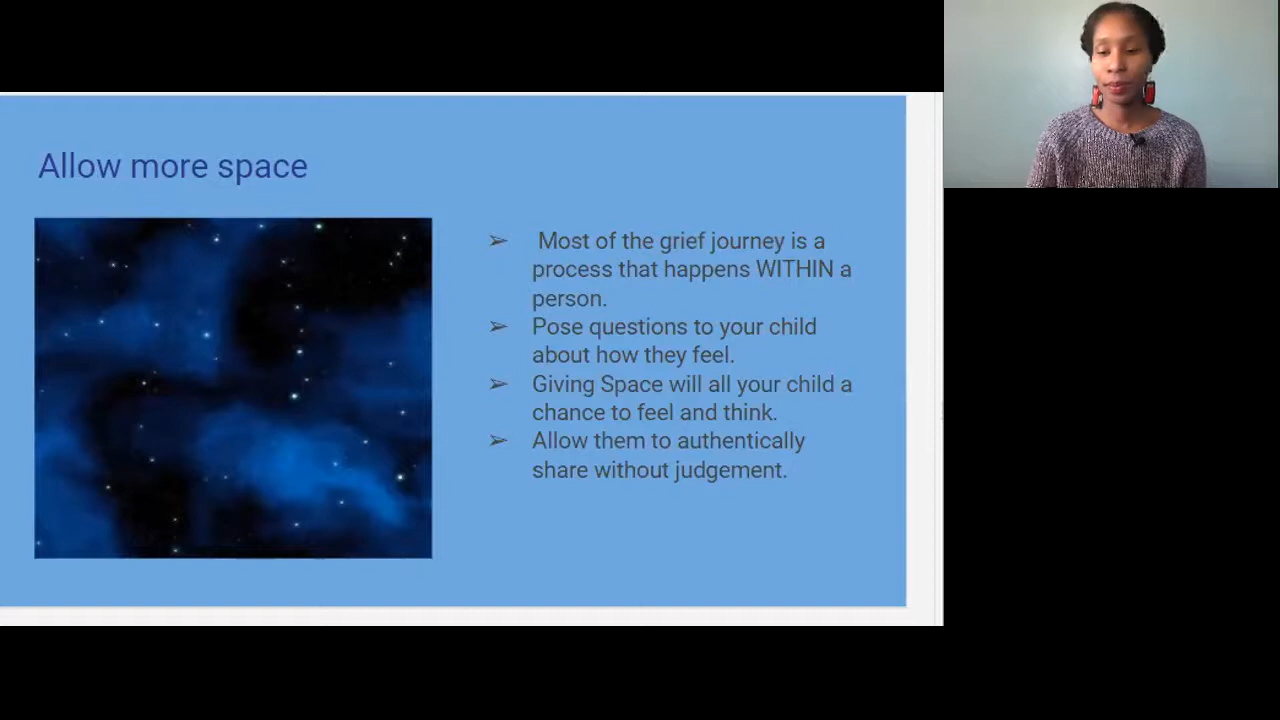 Allow more space
➢ Most of the grief journey is a
process that happens WITHIN a
person.
➢ Pose questions to your child
about how they feel.
➢ Giving Space will all your child a
chance to feel and think.
➢ Allow them to authentically
share without judgement.